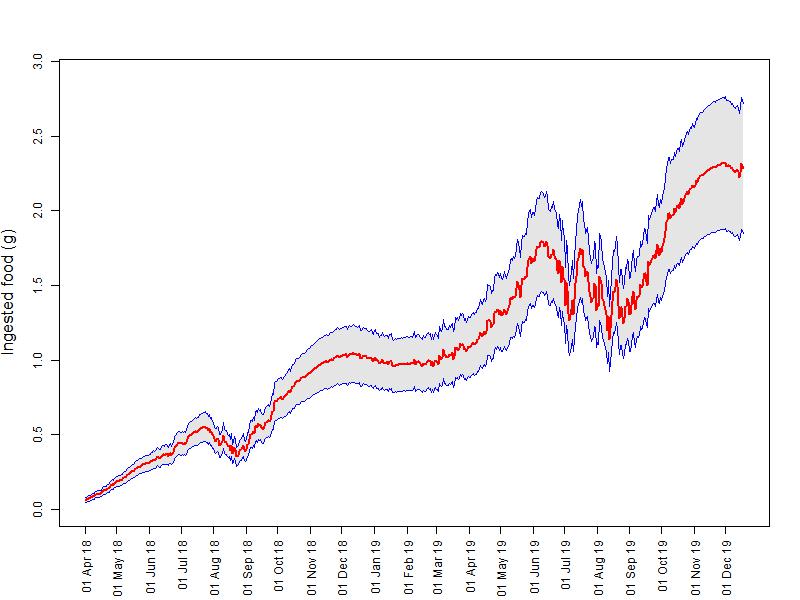 3.0
2.5
2.0
1.5
1.0
0.5
0.0
Ingested food (g)
01 Apr 18
01 May 18
01 Jun 18
01 Jul 18
01 Aug 18
01 Sep 18
01 Oct 18
01 Nov 18
01 Dec 18
01 Jan 19
01 Feb 19
01 Mar 19
01 Apr 19
01 May 19
01 Jun 19
01 Jul 19
01 Aug 19
01 Sep 19
01 Oct 19
01 Nov 19
01 Dec 19